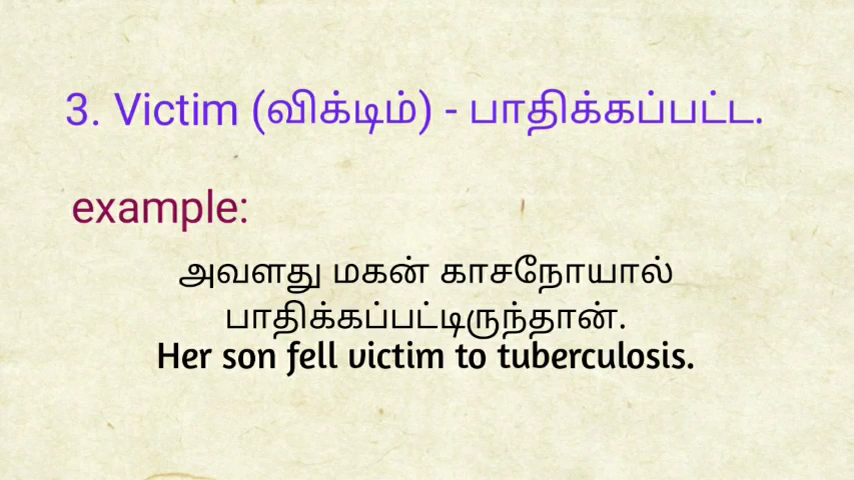 3. Victim (விக்டிம்) - பாதிக்கப்பட்ட.
example:
அவளது மகன் காசநோயால்
பாதிக்கப்பட்டிருந்தான்.
Her son fell victim to tuberculosis.